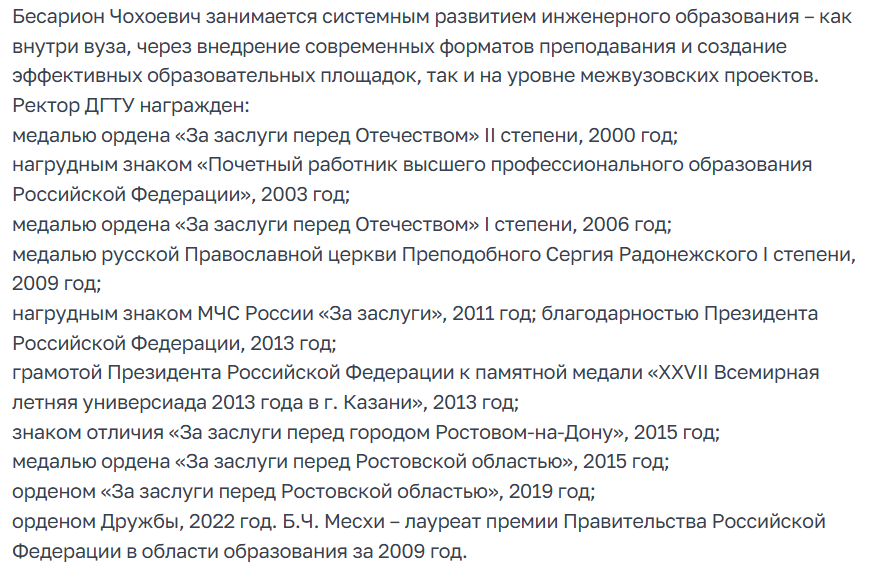 Бесарион Чохоевич занимается системным развитием инженерного образования – как
внутри вуза, через внедрение современных форматов преподавания и создание
эффективных образовательных площадок, так и на уровне межвузовских проектов.
Ректор ДГТУ награжден:
медалью ордена «За заслуги перед Отечеством» II степени, 2000 год;
нагрудным знаком «Почетный работник высшего профессионального образования
Российской Федерации», 2003 год;
медалью ордена «За заслуги перед Отечеством» I степени, 2006 год;
медалью русской Православной церкви Преподобного Сергия Радонежского I степени,
2009 год;
нагрудным знаком МЧС России «За заслуги», 2011 год; благодарностью Президента
Российской Федерации, 2013 год;
грамотой Президента Российской Федерации к памятной медали «XXVII Всемирная
летняя универсиада 2013 года в г. Казани», 2013 год;
знаком отличия «За заслуги перед городом Ростовом-на-Дону», 2015 год;
медалью ордена «За заслуги перед Ростовской областью», 2015 год;
орденом «За заслуги перед Ростовской областью», 2019 год;
орденом Дружбы, 2022 год. Б.Ч. Месхи – лауреат премии Правительства Российской
Федерации в области образования за 2009 год.